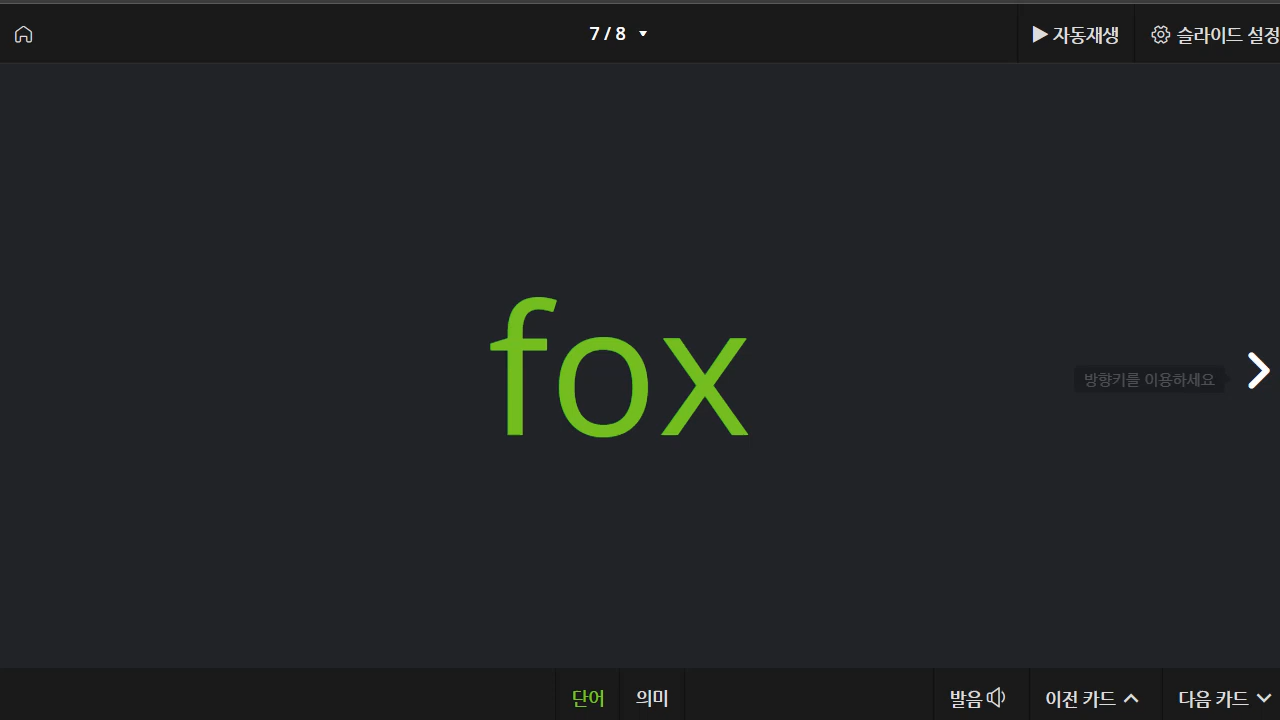 7 / 8
자동재생
슬라이드 설정
fox
방향키를 이용하세요
단어
의미
발음
이전 카드
다음 카드